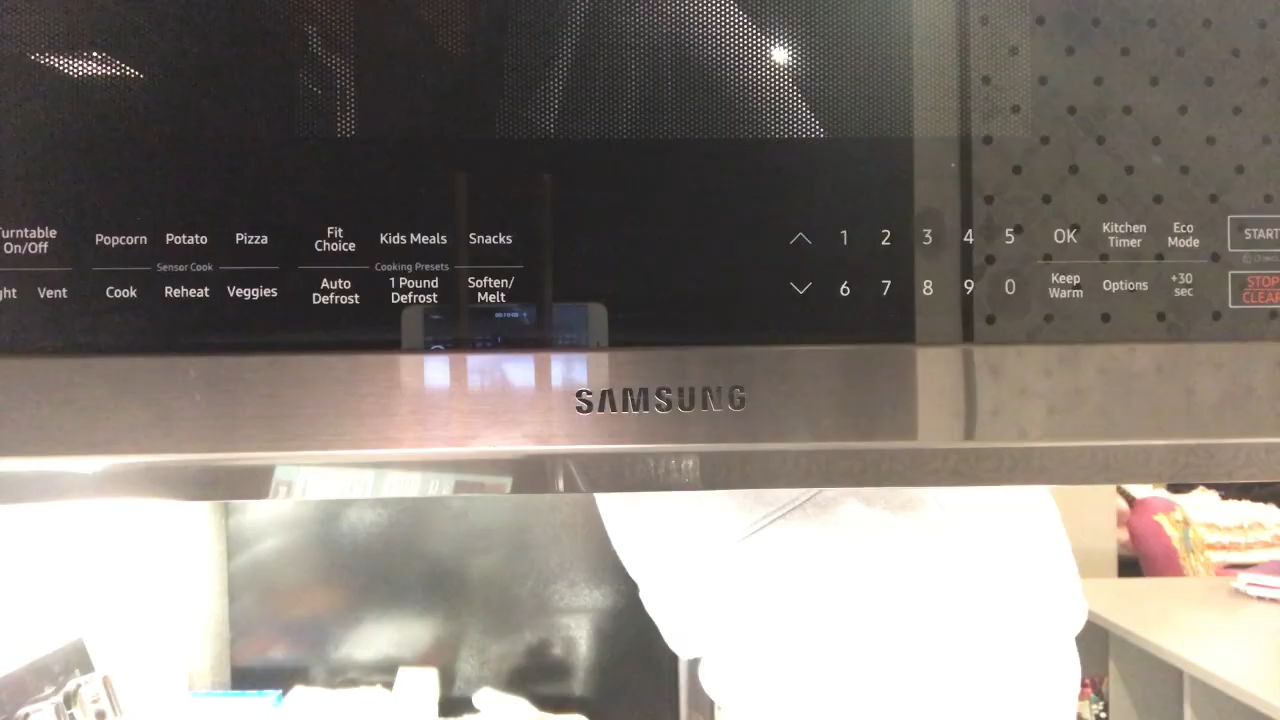 Turntable
On/Off
Vent
Popcorn Potato Pizza
Sensor Cook
Cook Reheat Veggies
Fit
Choice
Kids Meals Snacks
Cooking Presets
Auto
Defrost
1 Pound
Defrost
Soften/
Melt
1 2 3 4 5
6 7 8 9 0
OK
Kitchen
Timer
Eco
Mode
Keep
Warm
Options
+30
sec
START
STOP
CLEAR
SAMSUNG